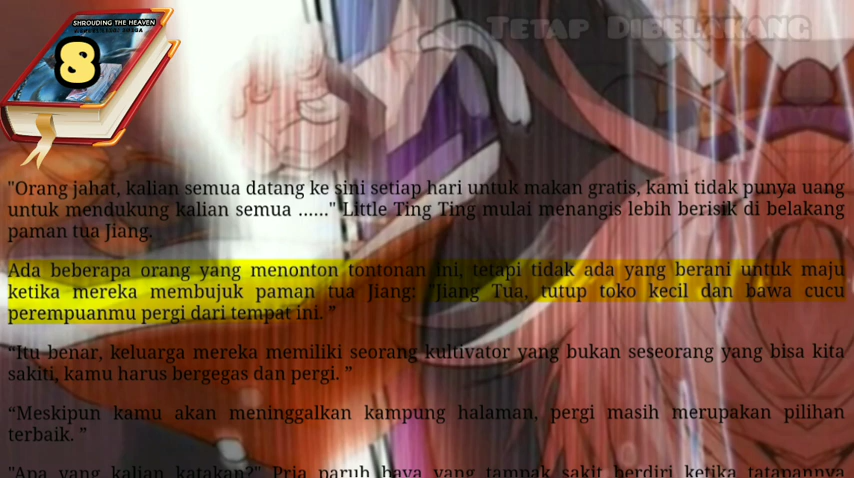 SHROUDING THE HEAVEN
8
Tetap Dibelakang
"Orang jahat, kalian semua datang ke sini setiap hari untuk makan gratis, kami tidak punya uang
untuk mendukung kalian semua ……" Little Ting Ting mulai menangis lebih berisik di belakang
paman tua Jiang.
Ada beberapa orang yang menonton tontonan ini, tetapi tidak ada yang berani untuk maju
ketika mereka membujuk paman tua Jiang: "Jiang Tua, tutup toko kecil dan bawa cucu
perempuanmu pergi dari tempat ini. ”
“Itu benar, keluarga mereka memiliki seorang kultivator yang bukan seseorang yang bisa kita
sakiti, kamu harus bergegas dan pergi. ”
“Meskipun kamu akan meninggalkan kampung halaman, pergi masih merupakan pilihan
terbaik. ”
"Apa yang kalian katakan?" Pria paruh baya yang tampak sakit berdiri ketika tatapannya